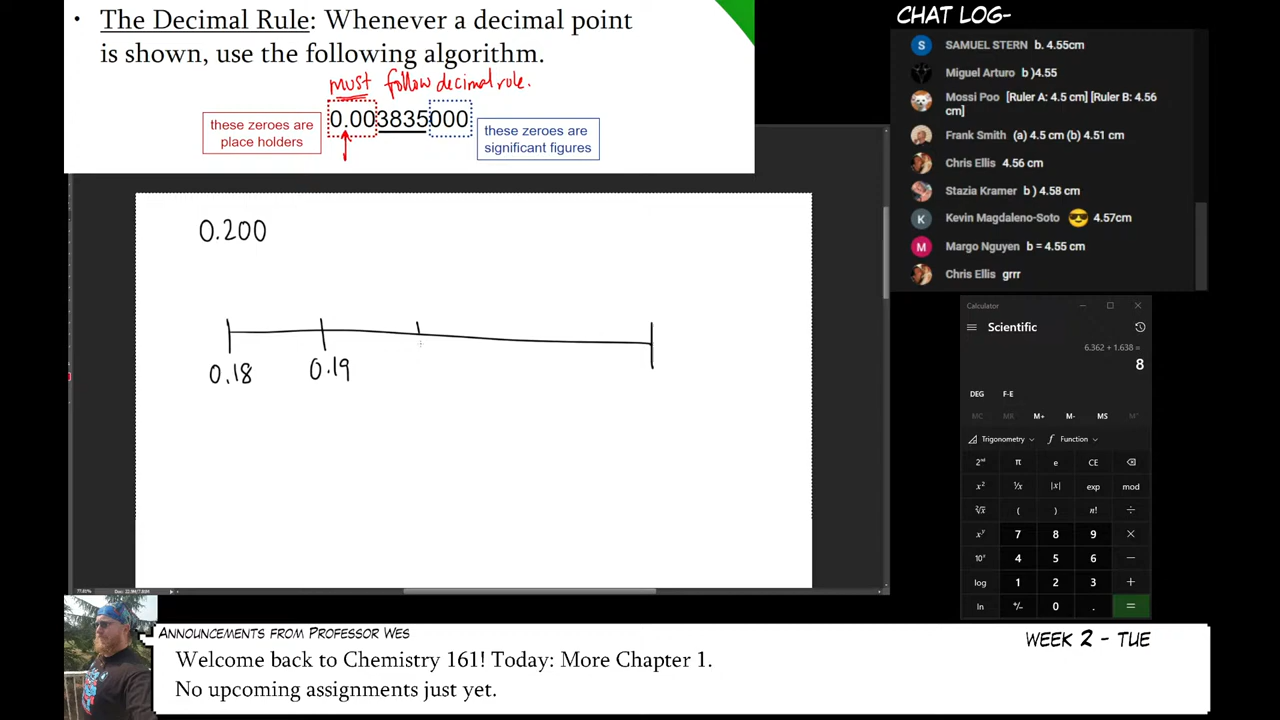 • The Decimal Rule: Whenever a decimal point
is shown, use the following algorithm.
must follow decimal rule.
these zeroes are
place holders
0.003835000
these zeroes are
significant figures
0.200
0.18
0.19
CHAT LOG-
S SAMUEL STERN b. 4.55cm
Miguel Arturo b )4.55
Mossi Poo [Ruler A: 4.5 cm] [Ruler B: 4.56
cm]
Frank Smith (a) 4.5 cm (b) 4.51 cm
Chris Ellis 4.56 cm
Stazia Kramer b ) 4.58 cm
K Kevin Magdaleno-Soto 😎 4.57cm
M Margo Nguyen b = 4.55 cm
Chris Ellis grrr
Calculator
Scientific
6.362 + 1.638 =
8
DEG F-E
MC MR M+ M- MS M˅
Trigonometry f Function
2ⁿᵈ π e CE
x² ¹/x |x| exp mod
²√x ( ) n! ÷
xʸ 7 8 9 ×
10ˣ 4 5 6 −
log 1 2 3 +
ln +/− 0 . =
ANNOUNCEMENTS FROM PROFESSOR WES
WEEK 2 - TUE
Welcome back to Chemistry 161! Today: More Chapter 1.
No upcoming assignments just yet.